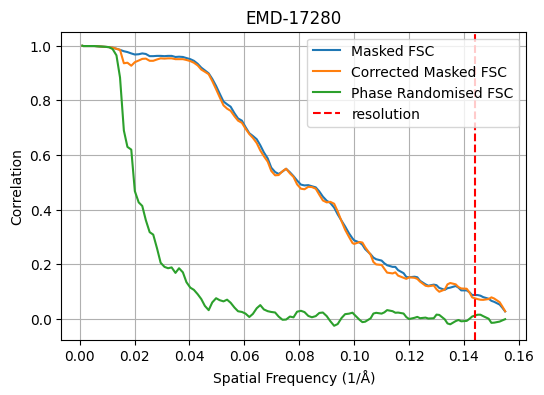 EMD-17280
Masked FSC
Corrected Masked FSC
Phase Randomised FSC
resolution
Correlation
1.0
0.8
0.6
0.4
0.2
0.0
0.00 0.02 0.04 0.06 0.08 0.10 0.12 0.14 0.16
Spatial Frequency (1/Å)